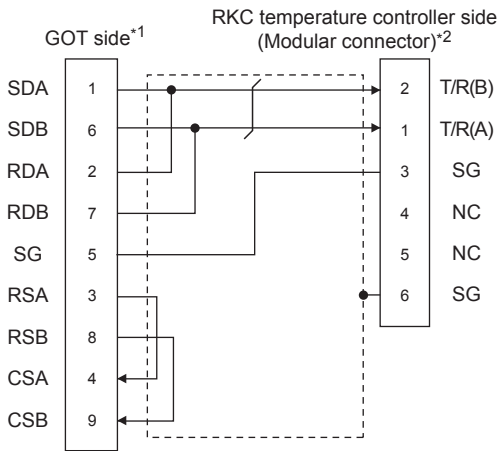 RKC temperature controller side
GOT side*1 (Modular connector)*2
SDA 1 2 T/R(B)
SDB 6 1 T/R(A)
RDA 2 3 SG
RDB 7 4 NC
SG 5 5 NC
RSA 3 6 SG
RSB 8
CSA 4
CSB 9